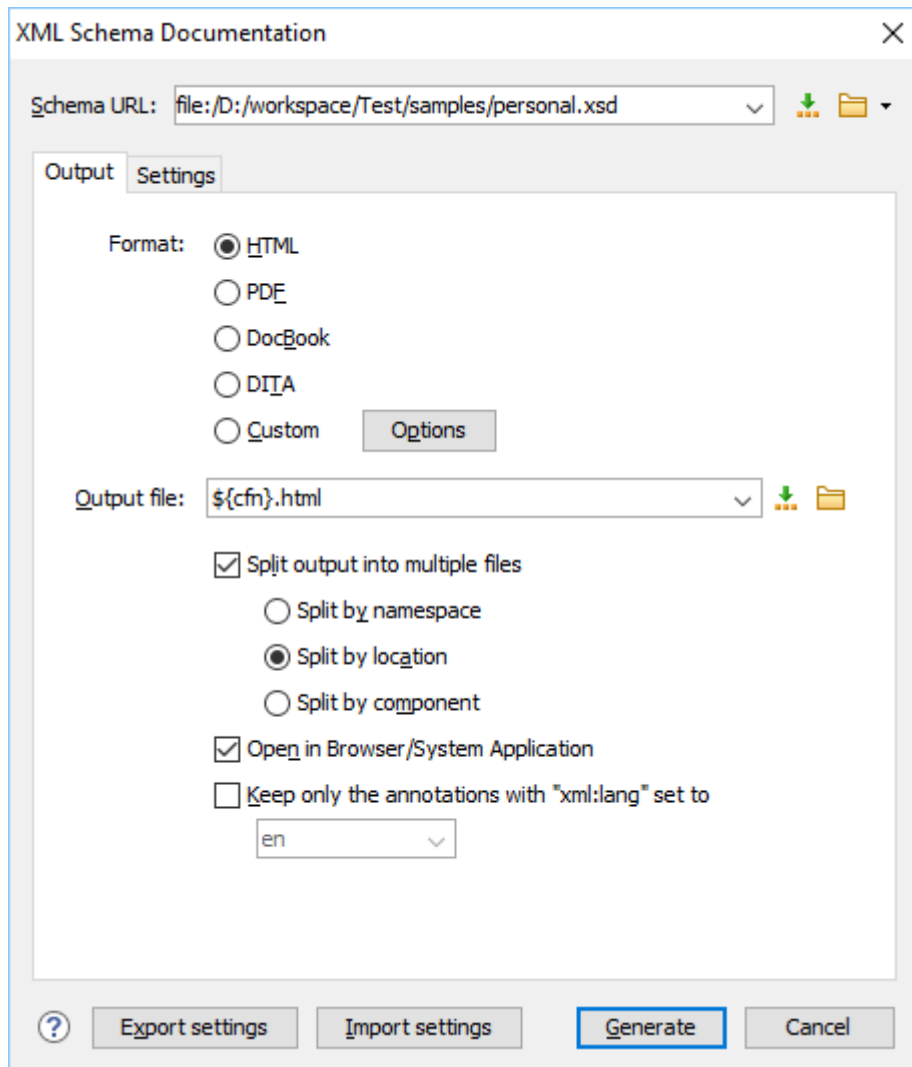 XML Schema Documentation
Schema URL: file:/D:/workspace/Test/samples/personal.xsd
Output Settings
Format: HTML
PDF
DocBook
DITA
Custom Options
Output file: ${cfn}.html
Split output into multiple files
Split by namespace
Split by location
Split by component
Open in Browser/System Application
Keep only the annotations with "xml:lang" set to
en
? Export settings Import settings Generate Cancel